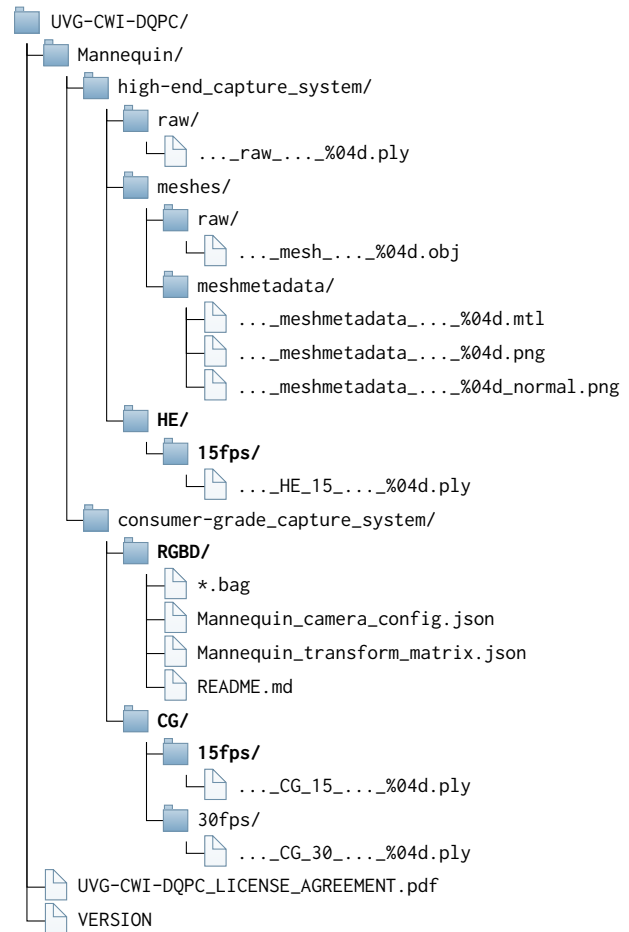 UVG-CWI-DQPC/
Mannequin/
high-end_capture_system/
raw/
..._raw_..._%04d.ply
meshes/
raw/
..._mesh_..._%04d.obj
meshmetadata/
..._meshmetadata_..._%04d.mtl
..._meshmetadata_..._%04d.png
..._meshmetadata_..._%04d_normal.png
HE/
15fps/
..._HE_15_..._%04d.ply
consumer-grade_capture_system/
RGBD/
*.bag
Mannequin_camera_config.json
Mannequin_transform_matrix.json
README.md
CG/
15fps/
..._CG_15_..._%04d.ply
30fps/
..._CG_30_..._%04d.ply
UVG-CWI-DQPC_LICENSE_AGREEMENT.pdf
VERSION